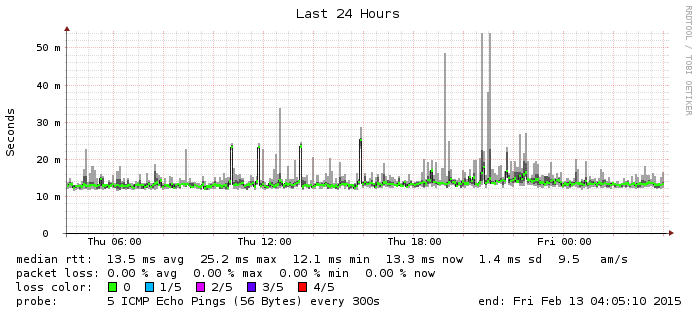 Last 24 Hours
RRDTOOL / TOBI OETIKER
Seconds
50 m
40 m
30 m
20 m
10 m
0
Thu 06:00 Thu 12:00 Thu 18:00 Fri 00:00
median rtt: 13.5 ms avg 25.2 ms max 12.1 ms min 13.3 ms now 1.4 ms sd 9.5 am/s
packet loss: 0.00 % avg 0.00 % max 0.00 % min 0.00 % now
loss color: 0 1/5 2/5 3/5 4/5
probe: 5 ICMP Echo Pings (56 Bytes) every 300s end: Fri Feb 13 04:05:10 2015